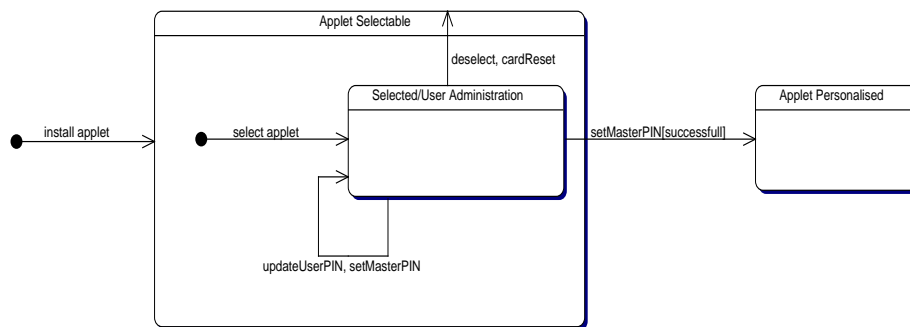 Applet Selectable
deselect, cardReset
Selected/User Administration
Applet Personalised
install applet
select applet
setMasterPIN[successfull]
updateUserPIN, setMasterPIN